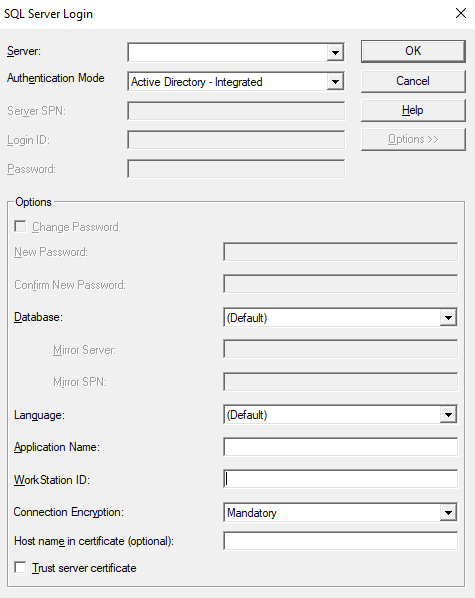 SQL Server Login
Server:
OK
Authentication Mode
Active Directory - Integrated
Cancel
Server SPN:
Help
Login ID:
Options >>
Password:
Options
Change Password
New Password:
Confirm New Password:
Database:
(Default)
Mirror Server:
Mirror SPN:
Language:
(Default)
Application Name:
WorkStation ID:
Connection Encryption:
Mandatory
Host name in certificate (optional):
Trust server certificate